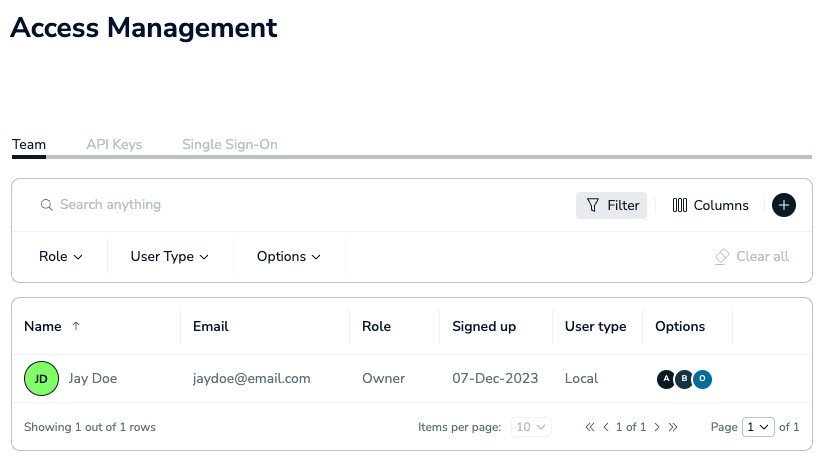 Access Management
Team API Keys Single Sign-On
Search anything Filter Columns
Role User Type Options Clear all
Name Email Role Signed up User type Options
JD Jay Doe jaydoe@email.com Owner 07-Dec-2023 Local A B O
Showing 1 out of 1 rows Items per page: 10 1 of 1 Page 1 of 1